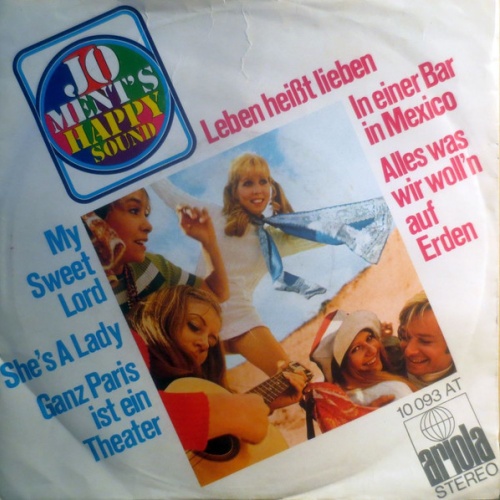 JO
MENT'S
HAPPY
SOUND
Leben heißt lieben
In einer Bar
in Mexico
Alles was
wir woll'n
auf
Erden
My
Sweet
Lord
She's A Lady
Ganz Paris
ist ein
Theater
10 093 AT
ariola
STEREO